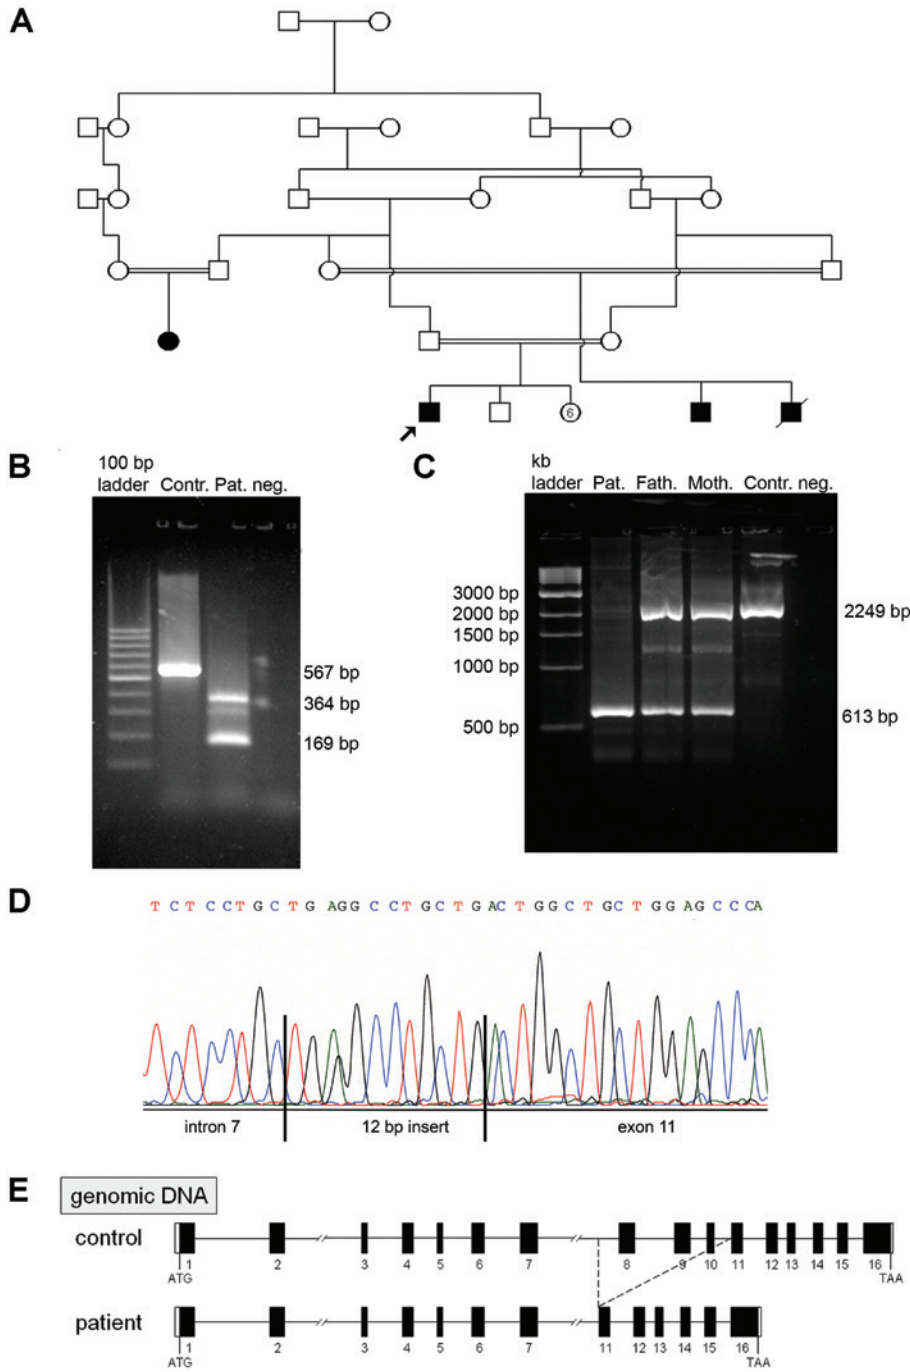 A
6
B
100 bp
ladder Contr. Pat. neg.
567 bp
364 bp
169 bp
C
kb
ladder Pat. Fath. Moth. Contr. neg.
3000 bp
2000 bp
1500 bp
1000 bp
500 bp
2249 bp
613 bp
D
T C T C C T G C T G A G G C C T G C T G A C T G G C T G C T G G A G C C C A
intron 7 12 bp insert exon 11
E
genomic DNA
control
1 2 3 4 5 6 7 8 9 10 11 12 13 14 15 16
ATG TAA
patient
1 2 3 4 5 6 7 11 12 13 14 15 16
ATG TAA